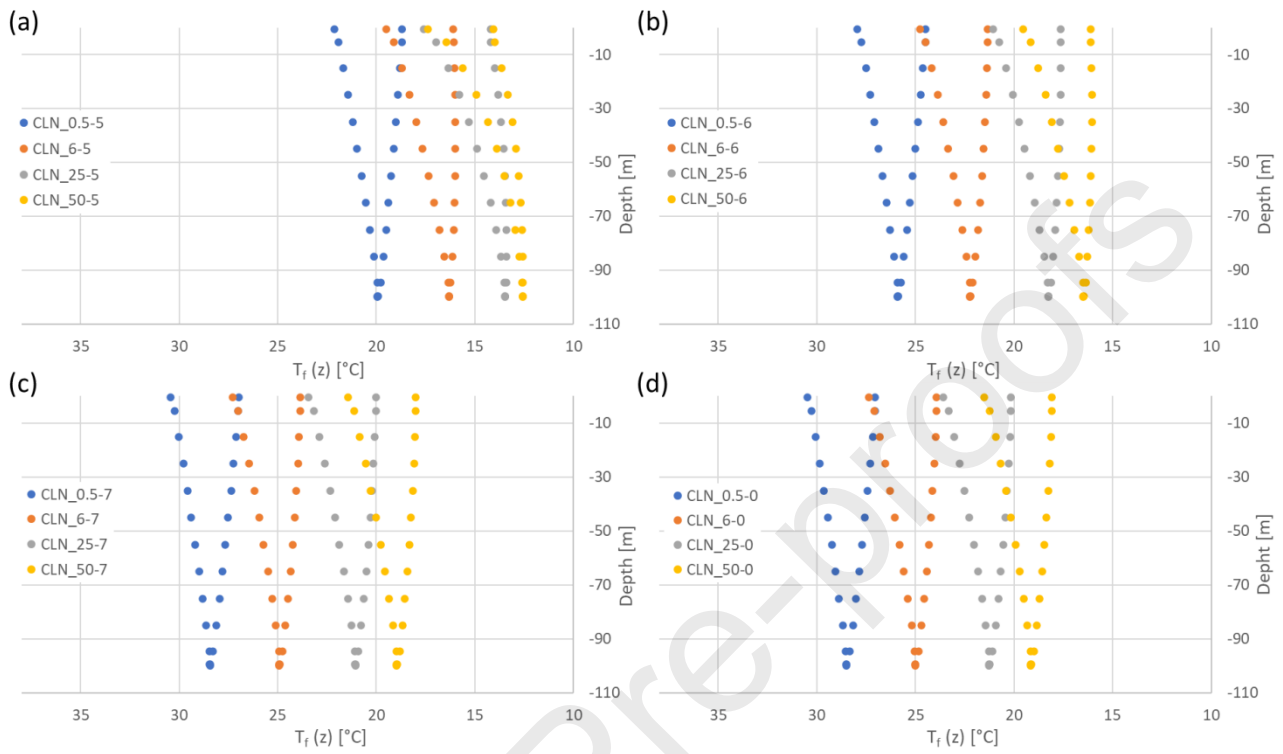 (a)
-10
-30
-50
-70
-90
-110
Depth [m]
CLN_0.5-5
CLN_6-5
CLN_25-5
CLN_50-5
35 30 25 20 15 10
T_f (z) [°C]
(b)
-10
-30
-50
-70
-90
-110
Depth [m]
CLN_0.5-6
CLN_6-6
CLN_25-6
CLN_50-6
35 30 25 20 15 10
T_f (z) [°C]
(c)
-10
-30
-50
-70
-90
-110
Depth [m]
CLN_0.5-7
CLN_6-7
CLN_25-7
CLN_50-7
35 30 25 20 15 10
T_f (z) [°C]
(d)
-10
-30
-50
-70
-90
-110
Depht [m]
CLN_0.5-0
CLN_6-0
CLN_25-0
CLN_50-0
35 30 25 20 15 10
T_f (z) [°C]
Pre-proofs